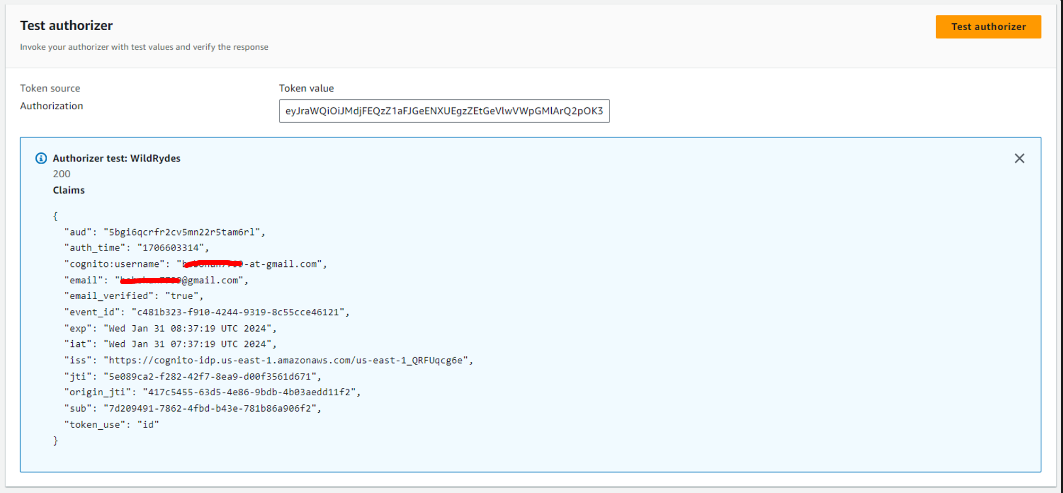 Test authorizer
Test authorizer
Invoke your authorizer with test values and verify the response
Token source
Token value
Authorization
eyJraWQiOiJMdjFEQzZ1aFJGeENXUEgzZEtGeVlwVWpGMlArQ2pOK3
Authorizer test: WildRydes
200
Claims
{
"aud": "5bgi6qcrfr2cv5mn22r5tam6rl",
"auth_time": "1706603314",
"cognito:username": "-at-gmail.com",
"email": "@gmail.com",
"email_verified": "true",
"event_id": "c481b323-f910-4244-9319-8c55cce46121",
"exp": "Wed Jan 31 08:37:19 UTC 2024",
"iat": "Wed Jan 31 07:37:19 UTC 2024",
"iss": "https://cognito-idp.us-east-1.amazonaws.com/us-east-1_QRFUqcg6e",
"jti": "5e089ca2-f282-42f7-8ea9-d00f3561d671",
"origin_jti": "417c5455-63d5-4e86-9bdb-4b03aedd11f2",
"sub": "7d209491-7862-4fbd-b43e-781b86a906f2",
"token_use": "id"
}